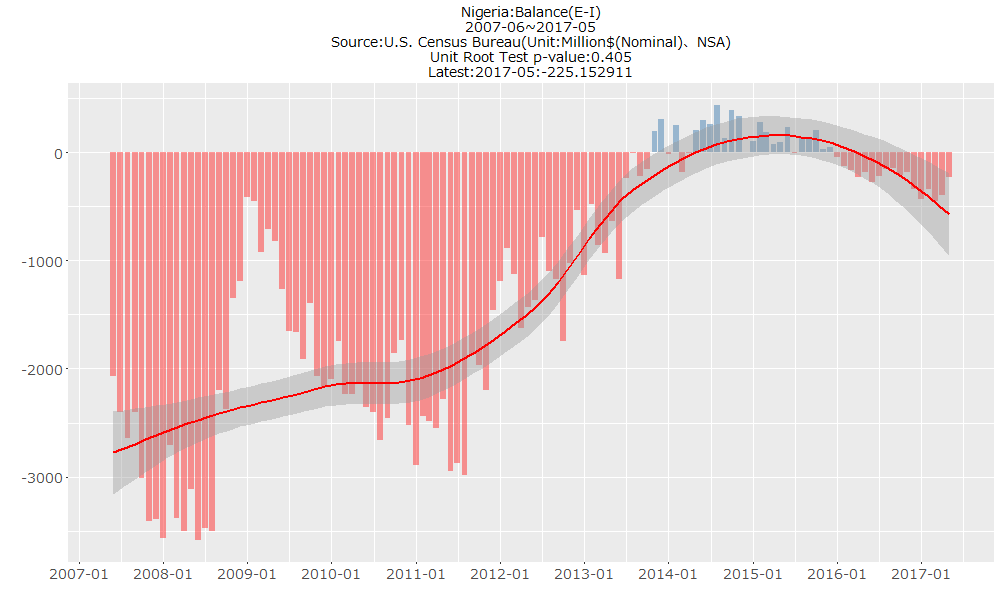 Nigeria:Balance(E-I)
2007-06~2017-05
Source:U.S. Census Bureau(Unit:Million$(Nominal)、NSA)
Unit Root Test p-value:0.405
Latest:2017-05:-225.152911
0
-1000
-2000
-3000
2007-01 2008-01 2009-01 2010-01 2011-01 2012-01 2013-01 2014-01 2015-01 2016-01 2017-01